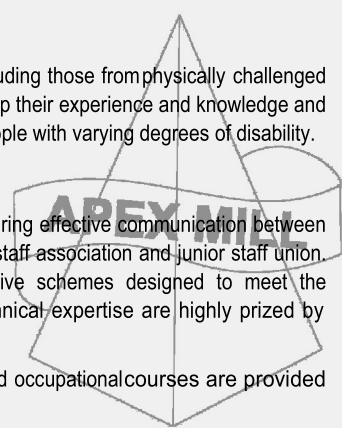 uding those from physically challenged
p their experience and knowledge and
ople with varying degrees of disability.
APEX MILL
ring effective communication between
staff association and junior staff union.
ive schemes designed to meet the
nical expertise are highly prized by
d occupationalcourses are provided